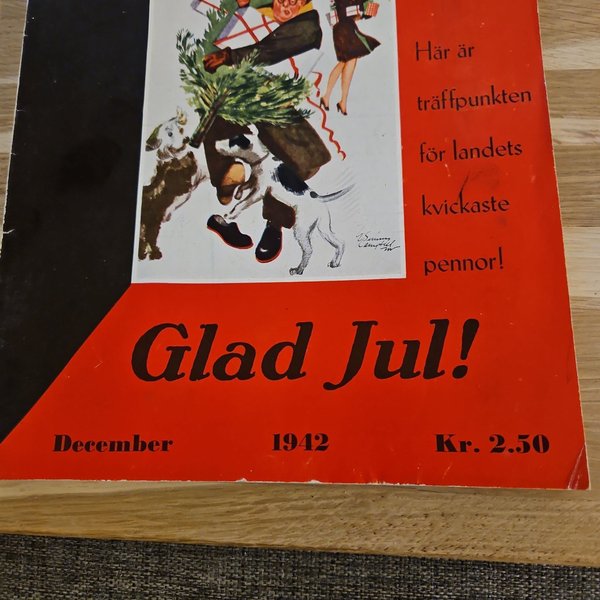 Här är
träffpunkten
för landets
kvickaste
pennor!
Glad Jul!
December 1942 Kr. 2.50